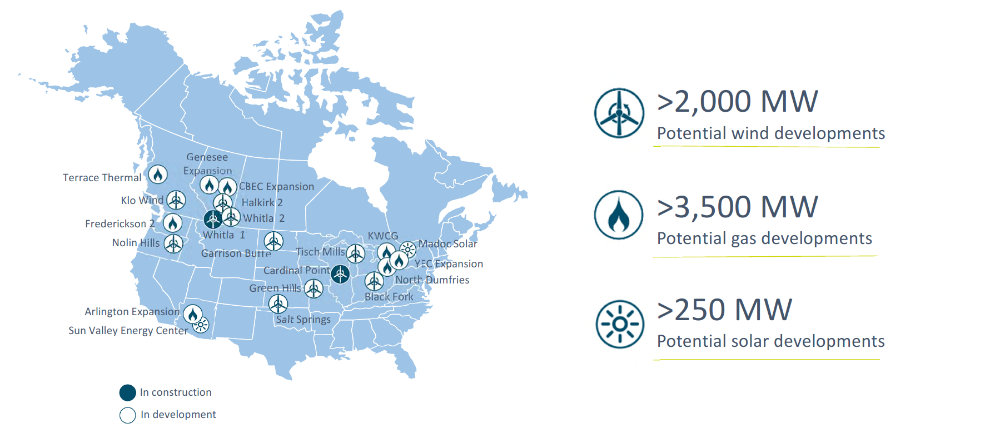 Genesee
Expansion
Terrace Thermal
CBEC Expansion
Klo Wind
Halkirk 2
Whitla 2
Frederickson 2
Whitla 1
Nolin Hills
Garrison Butte
KWCG
Madoc Solar
Tisch Mills
YEC Expansion
Cardinal Point
North Dumfries
Green Hills
Black Fork
Arlington Expansion
Salt Springs
Sun Valley Energy Center
In construction
In development
>2,000 MW
Potential wind developments
>3,500 MW
Potential gas developments
>250 MW
Potential solar developments